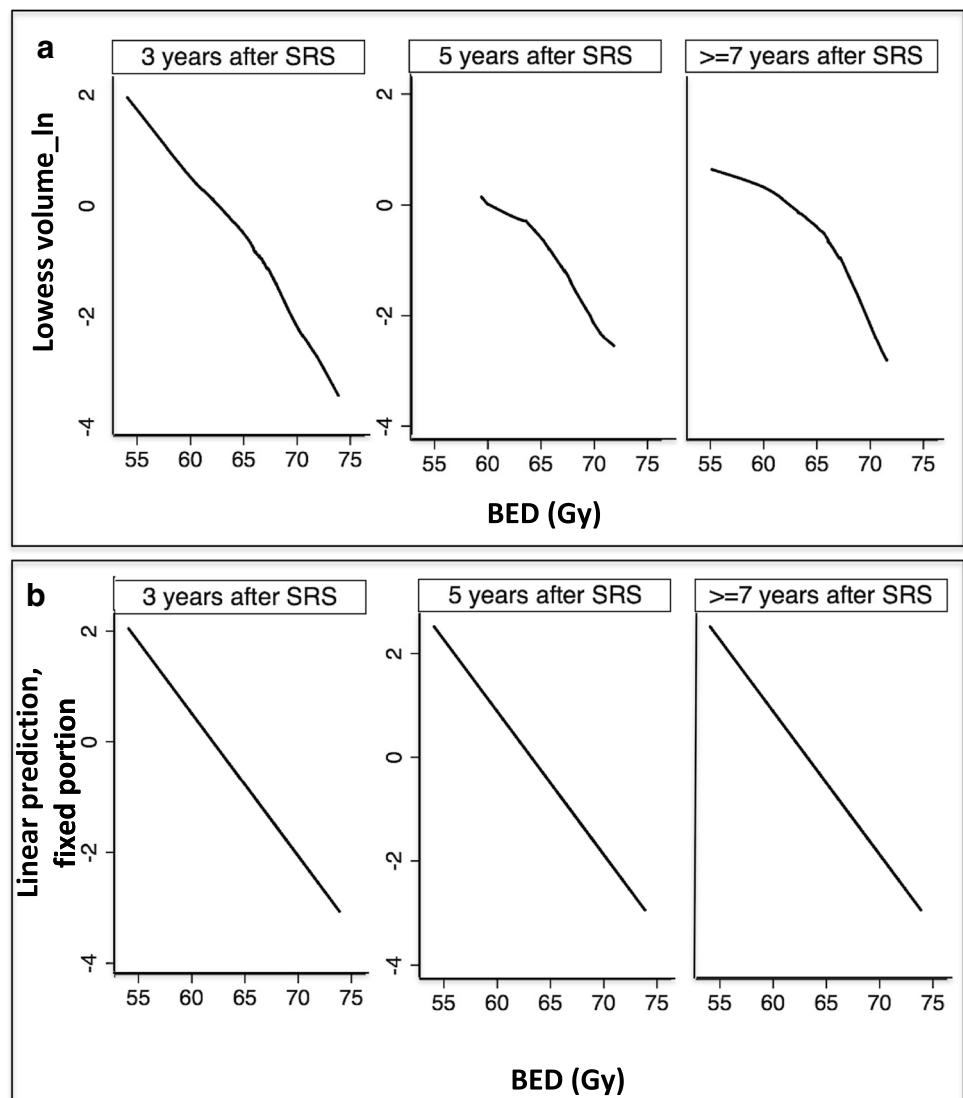 a
3 years after SRS
5 years after SRS
>=7 years after SRS
Lowess volume_ln
2
0
-2
-4
2
0
-2
-4
55 60 65 70 75
55 60 65 70 75
55 60 65 70 75
BED (Gy)
b
3 years after SRS
5 years after SRS
>=7 years after SRS
Linear prediction,
fixed portion
2
0
-2
-4
2
0
-2
-4
55 60 65 70 75
55 60 65 70 75
55 60 65 70 75
BED (Gy)